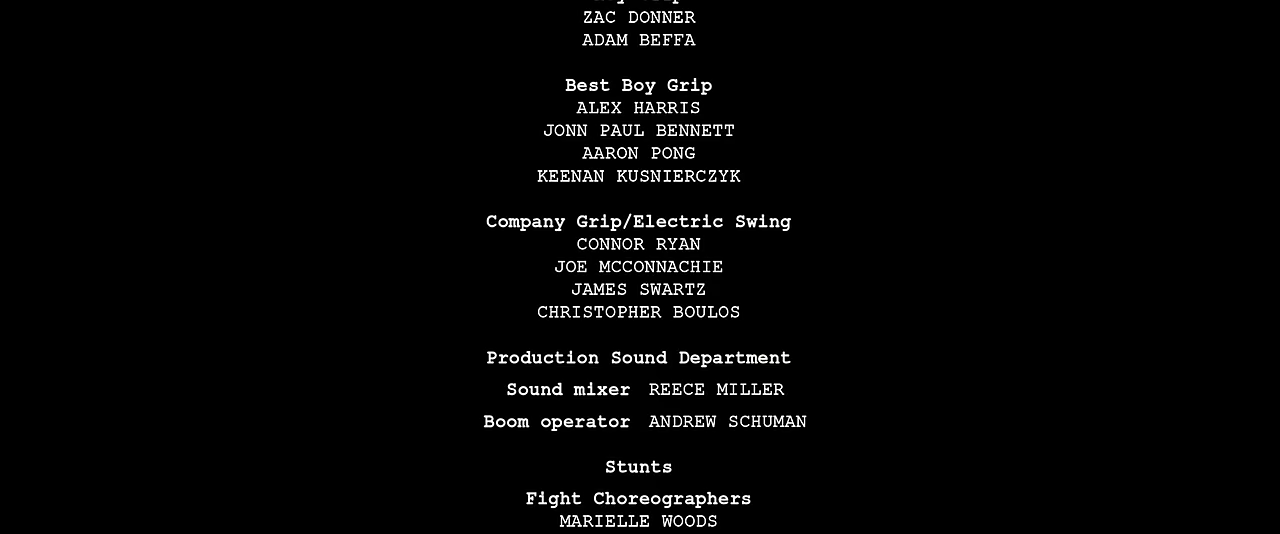 ZAC DONNER
ADAM BEFFA
Best Boy Grip
ALEX HARRIS
JONN PAUL BENNETT
AARON PONG
KEENAN KUSNIERCZYK
Company Grip/Electric Swing
CONNOR RYAN
JOE MCCONNACHIE
JAMES SWARTZ
CHRISTOPHER BOULOS
Production Sound Department
Sound mixer REECE MILLER
Boom operator ANDREW SCHUMAN
Stunts
Fight Choreographers
MARIELLE WOODS